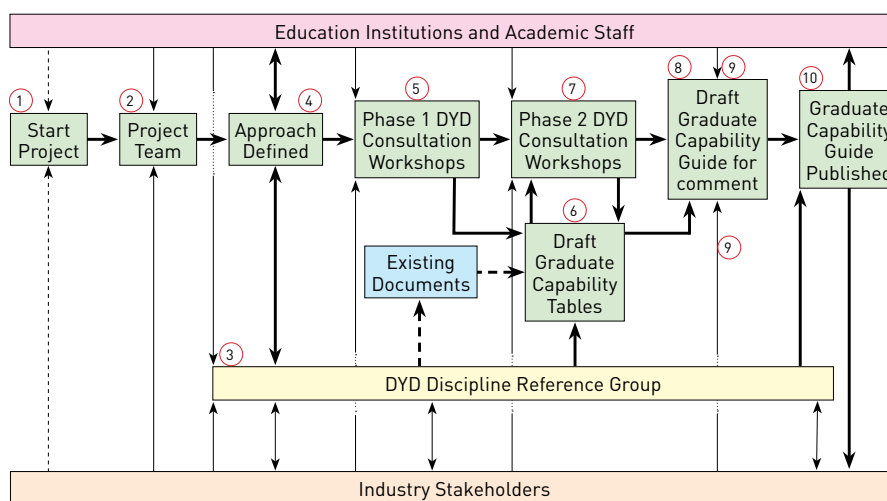 Education Institutions and Academic Staff
1
Start
Project
2
Project
Team
4
Approach
Defined
5
Phase 1 DYD
Consultation
Workshops
7
Phase 2 DYD
Consultation
Workshops
8
9
Draft
Graduate
Capability
Guide for
comment
10
Graduate
Capability
Guide
Published
6
Draft
Graduate
Capability
Tables
Existing
Documents
9
3
DYD Discipline Reference Group
Industry Stakeholders